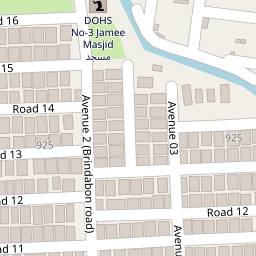 DOHS
No-3 Jamee
Masjid
مسجد
Road 16
15
Road 14
Avenue 2 (Brindabon road)
Avenue 03
925
925
Road 13
Road 12
Road 12
Road 11
Avenue